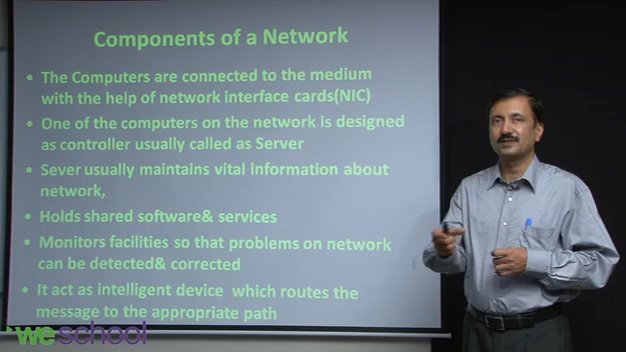 Components of a Network
• The Computers are connected to the medium
with the help of network interface cards(NIC)
• One of the computers on the network is designed
as controller usually called as Server
• Sever usually maintains vital information about
network,
• Holds shared software& services
• Monitors facilities so that problems on network
can be detected& corrected
• It act as intelligent device which routes the
message to the appropriate path
weschool